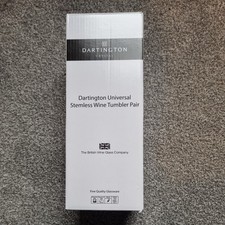 DARTINGTON
CRYSTAL
Dartington Universal
Stemless Wine Tumbler Pair
The British Wine Glass Company
Fine Quality Glassware